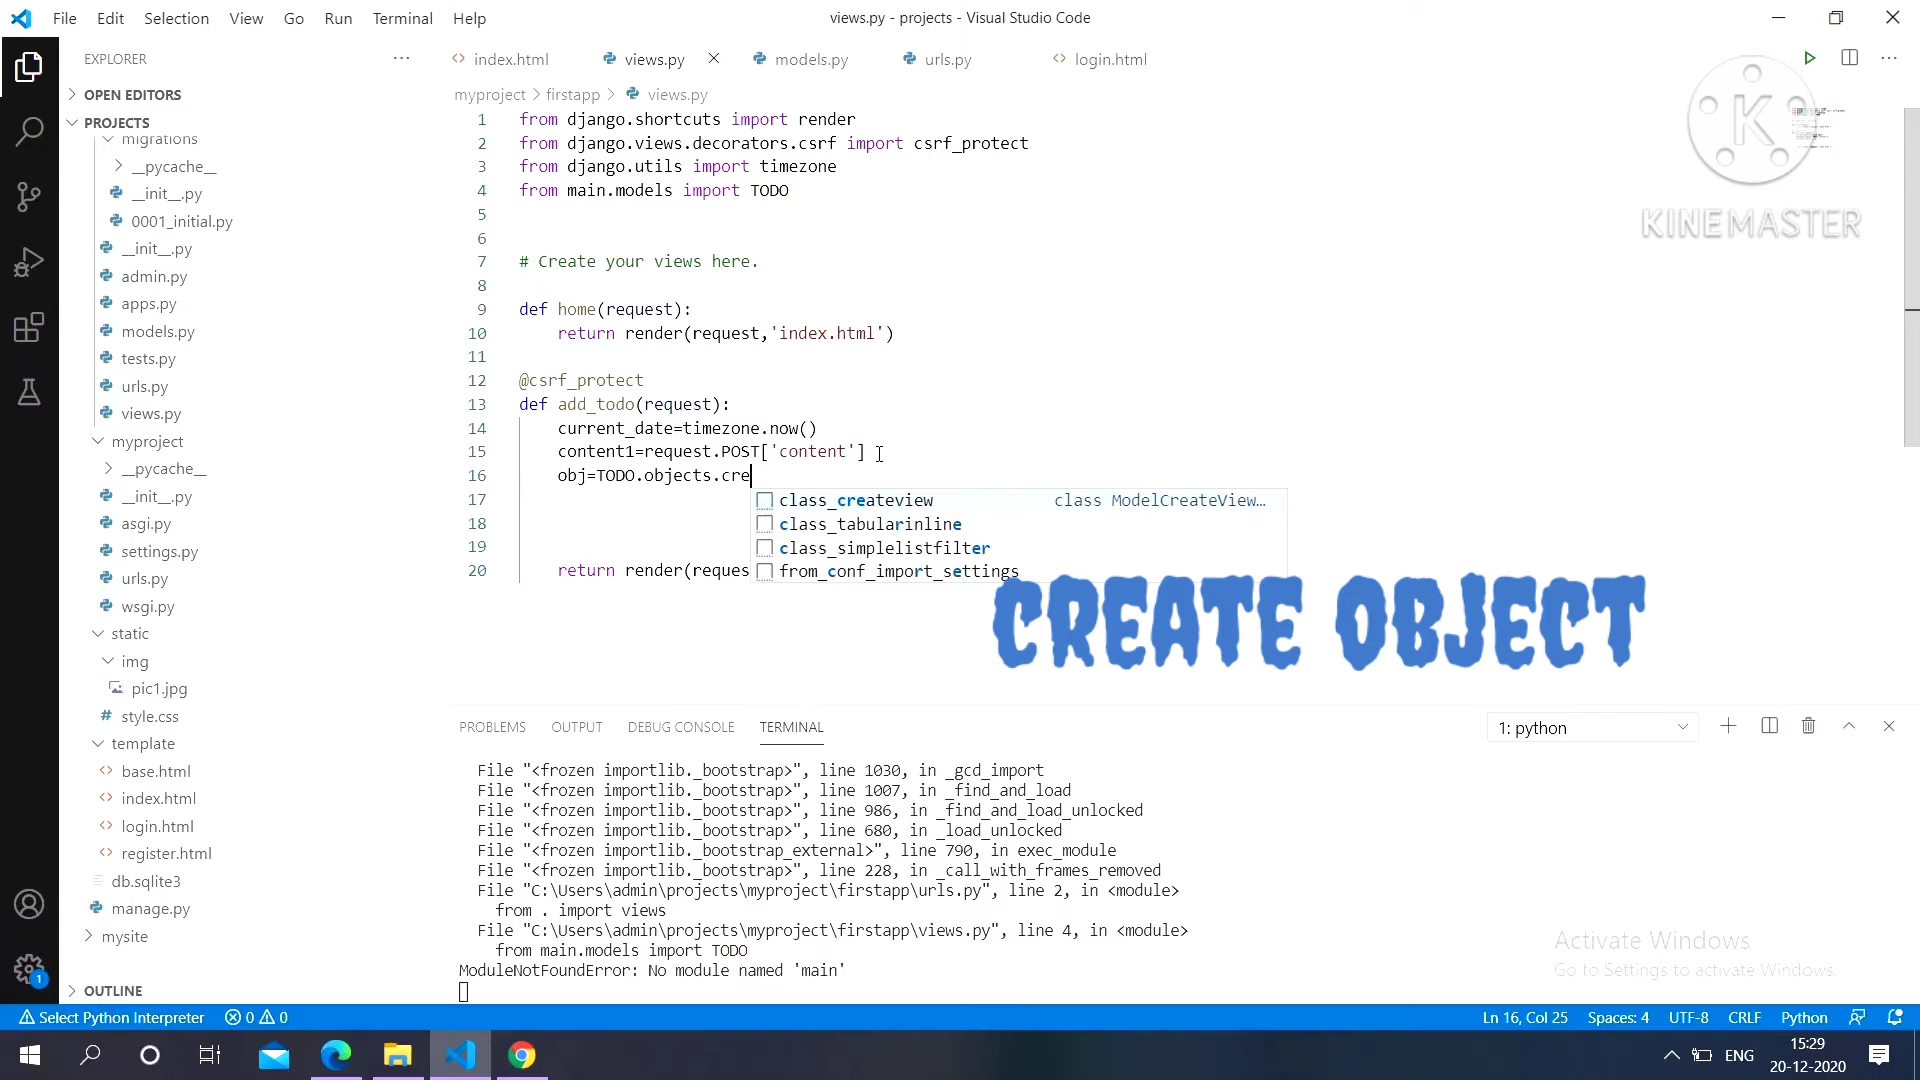 File Edit Selection View Go Run Terminal Help
views.py - projects - Visual Studio Code
EXPLORER
OPEN EDITORS
PROJECTS
migrations
__pycache__
__init__.py
0001_initial.py
__init__.py
admin.py
apps.py
models.py
tests.py
urls.py
views.py
myproject
__pycache__
__init__.py
asgi.py
settings.py
urls.py
wsgi.py
static
img
pic1.jpg
style.css
template
base.html
index.html
login.html
register.html
db.sqlite3
manage.py
mysite
OUTLINE
index.html views.py models.py urls.py login.html
myproject > firstapp > views.py
1 from django.shortcuts import render
2 from django.views.decorators.csrf import csrf_protect
3 from django.utils import timezone
4 from main.models import TODO
5
6
7 # Create your views here.
8
9 def home(request):
10 return render(request,'index.html')
11
12 @csrf_protect
13 def add_todo(request):
14 current_date=timezone.now()
15 content1=request.POST['content']
16 obj=TODO.objects.cre
17
18
19
20 return render(reques
class_createview class ModelCreateView…
class_tabularinline
class_simplelistfilter
from_conf_import_settings
K
KINEMASTER
CREATE OBJECT
PROBLEMS OUTPUT DEBUG CONSOLE TERMINAL
1: python
File "<frozen importlib._bootstrap>", line 1030, in _gcd_import
File "<frozen importlib._bootstrap>", line 1007, in _find_and_load
File "<frozen importlib._bootstrap>", line 986, in _find_and_load_unlocked
File "<frozen importlib._bootstrap>", line 680, in _load_unlocked
File "<frozen importlib._bootstrap_external>", line 790, in exec_module
File "<frozen importlib._bootstrap>", line 228, in _call_with_frames_removed
File "C:\Users\admin\projects\myproject\firstapp\urls.py", line 2, in <module>
from . import views
File "C:\Users\admin\projects\myproject\firstapp\views.py", line 4, in <module>
from main.models import TODO
ModuleNotFoundError: No module named 'main'
Activate Windows
Go to Settings to activate Windows.
1
Select Python Interpreter 0 0
Ln 16, Col 25 Spaces: 4 UTF-8 CRLF Python
ENG
15:29
20-12-2020